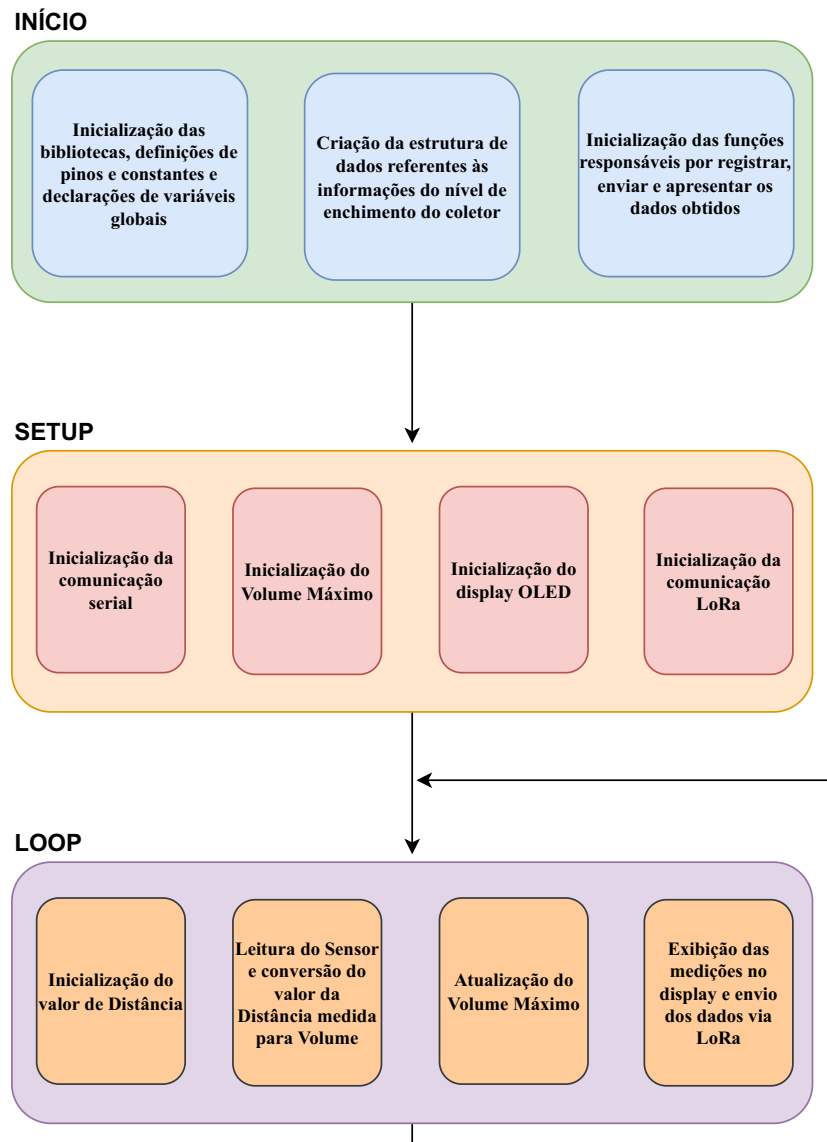 INÍCIO
Inicialização das
bibliotecas, definições de
pinos e constantes e
declarações de variáveis
globais
Criação da estrutura de
dados referentes às
informações do nível de
enchimento do coletor
Inicialização das funções
responsáveis por registrar,
enviar e apresentar os
dados obtidos
SETUP
Inicialização da
comunicação
serial
Inicialização do
Volume Máximo
Inicialização do
display OLED
Inicialização da
comunicação
LoRa
LOOP
Inicialização do
valor de Distância
Leitura do Sensor
e conversão do
valor da
Distância medida
para Volume
Atualização do
Volume Máximo
Exibição das
medições no
display e envio
dos dados via
LoRa